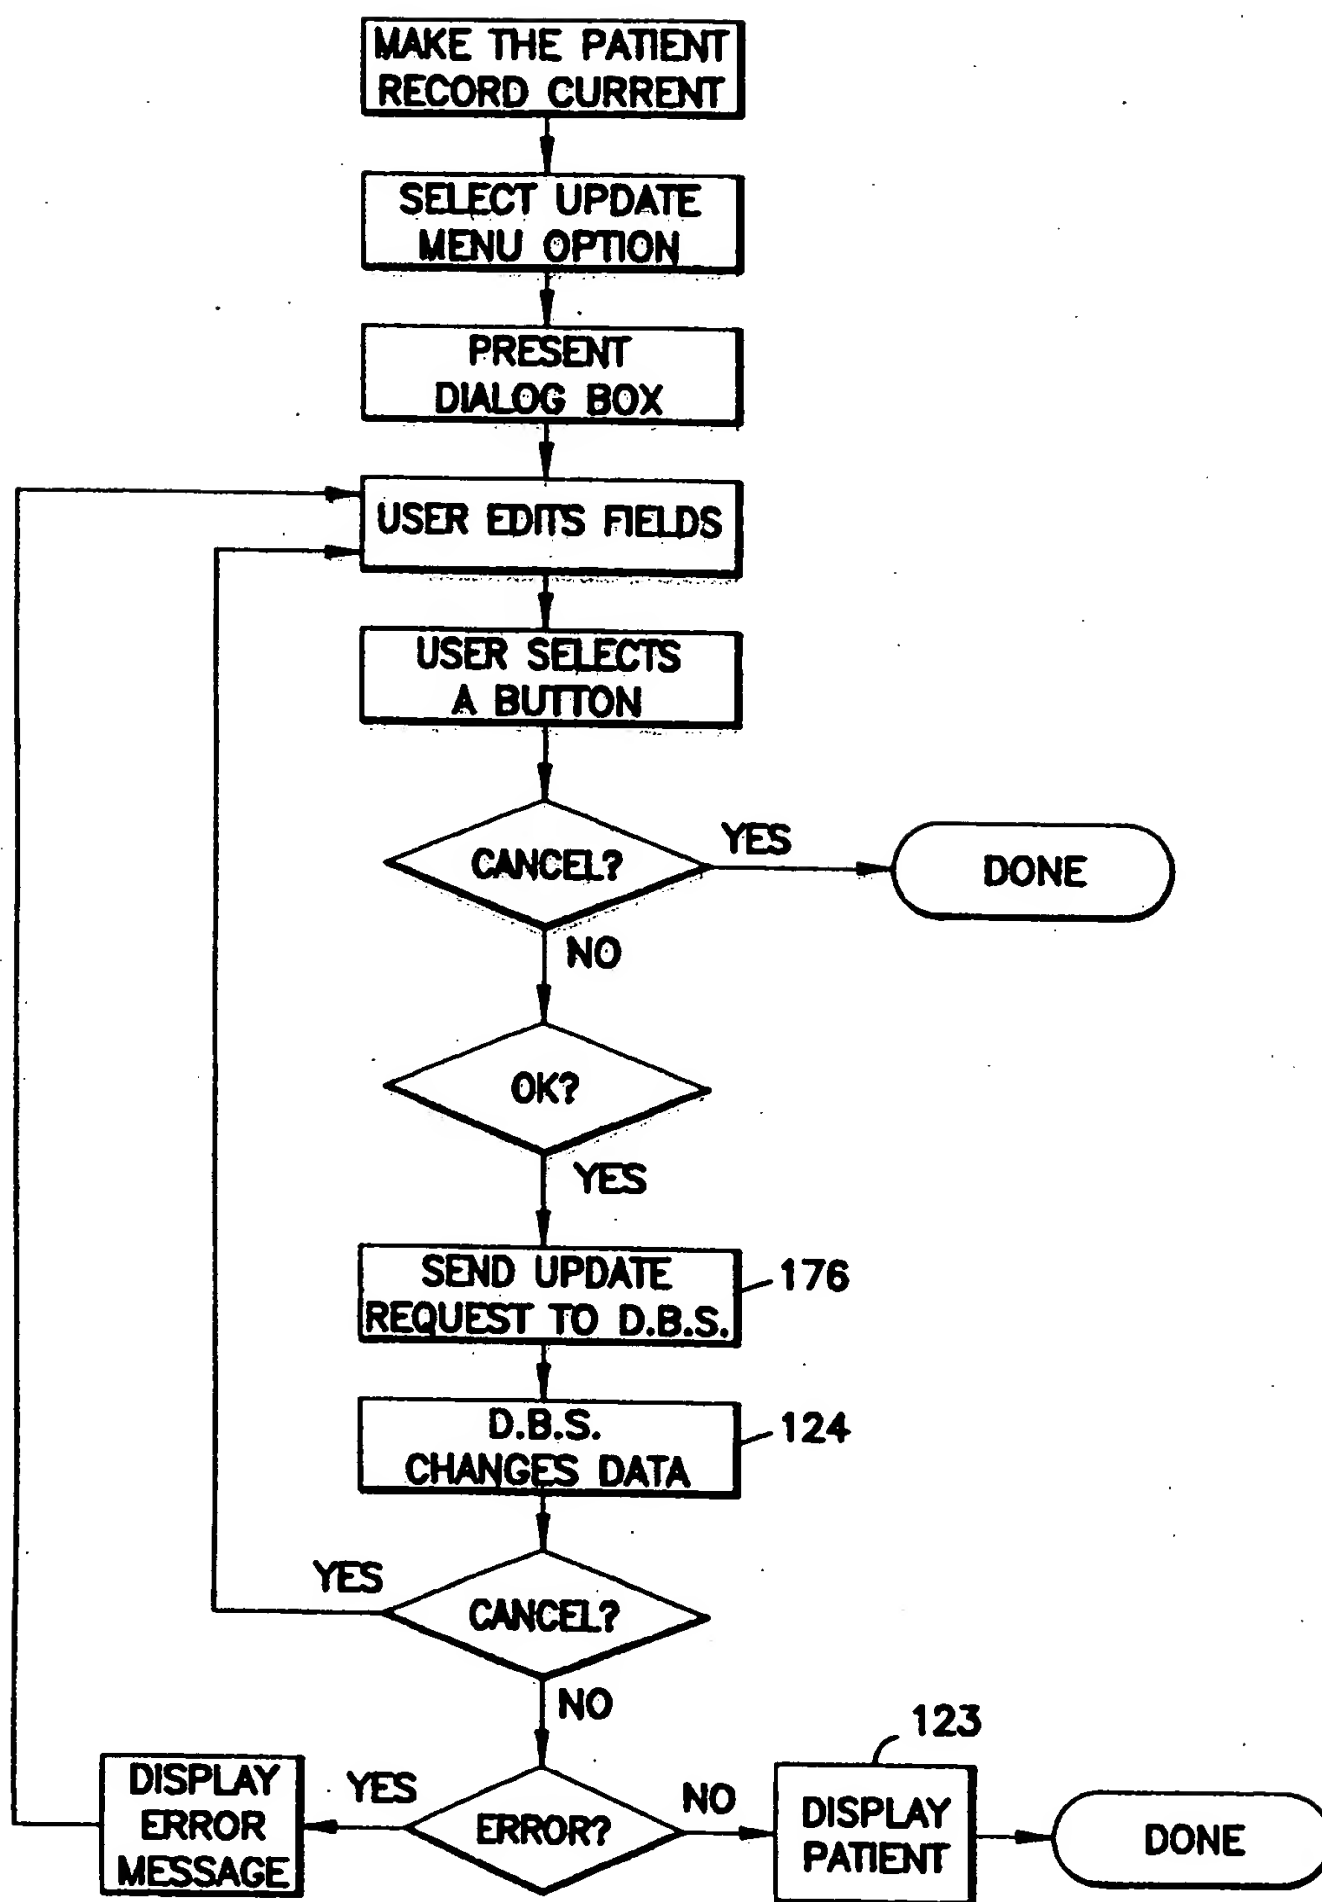 MAKE THE PATIENT
RECORD CURRENT
SELECT UPDATE
MENU OPTION
PRESENT
DIALOG BOX
USER EDITS FIELDS
USER SELECTS
A BUTTON
CANCEL?
YES
DONE
NO
OK?
YES
SEND UPDATE
REQUEST TO D.B.S.
176
D.B.S.
CHANGES DATA
124
YES
CANCEL?
NO
123
DISPLAY
ERROR
MESSAGE
YES
ERROR?
NO
DISPLAY
PATIENT
DONE